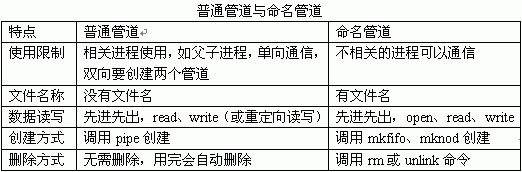 普通管道与命名管道
特点 普通管道 命名管道
使用限制 相关进程使用，如父子进程，单向通信， 不相关的进程可以通信
双向要创建两个管道
文件名称 没有文件名 有文件名
数据读写 先进先出，read、write（或重定向读写） 先进先出，open、read、write
创建方式 调用 pipe 创建 调用 mkfifo、mknod 创建
删除方式 无需删除，用完会自动删除 调用 rm 或 unlink 命令